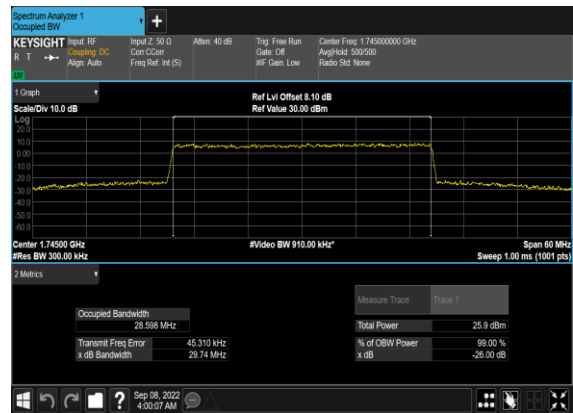 Spectrum Analyzer 1
Occupied BW
KEYSIGHT Input: RF Input Z: 50 Ω Atten: 40 dB Trig: Free Run Center Freq: 1.745000000 GHz
R T Coupling: DC Corr CCorr Gate: Off Avg|Hold: 500/500
Align: Auto Freq Ref: Int (S) #IF Gain: Low Radio Std: None
1 Graph
Ref Lvl Offset 8.10 dB
Scale/Div 10.0 dB Ref Value 30.00 dBm
Log
20.0
10.0
0.00
-10.0
-20.0
-30.0
-40.0
-50.0
-60.0
Center 1.74500 GHz #Video BW 910.00 kHz* Span 60 MHz
#Res BW 300.00 kHz Sweep 1.00 ms (1001 pts)
2 Metrics
Measure Trace Trace 1
Occupied Bandwidth
28.598 MHz Total Power 25.9 dBm
Transmit Freq Error 45.310 kHz % of OBW Power 99.00 %
x dB Bandwidth 29.74 MHz x dB -26.00 dB
? Sep 08, 2022
4:00:07 AM